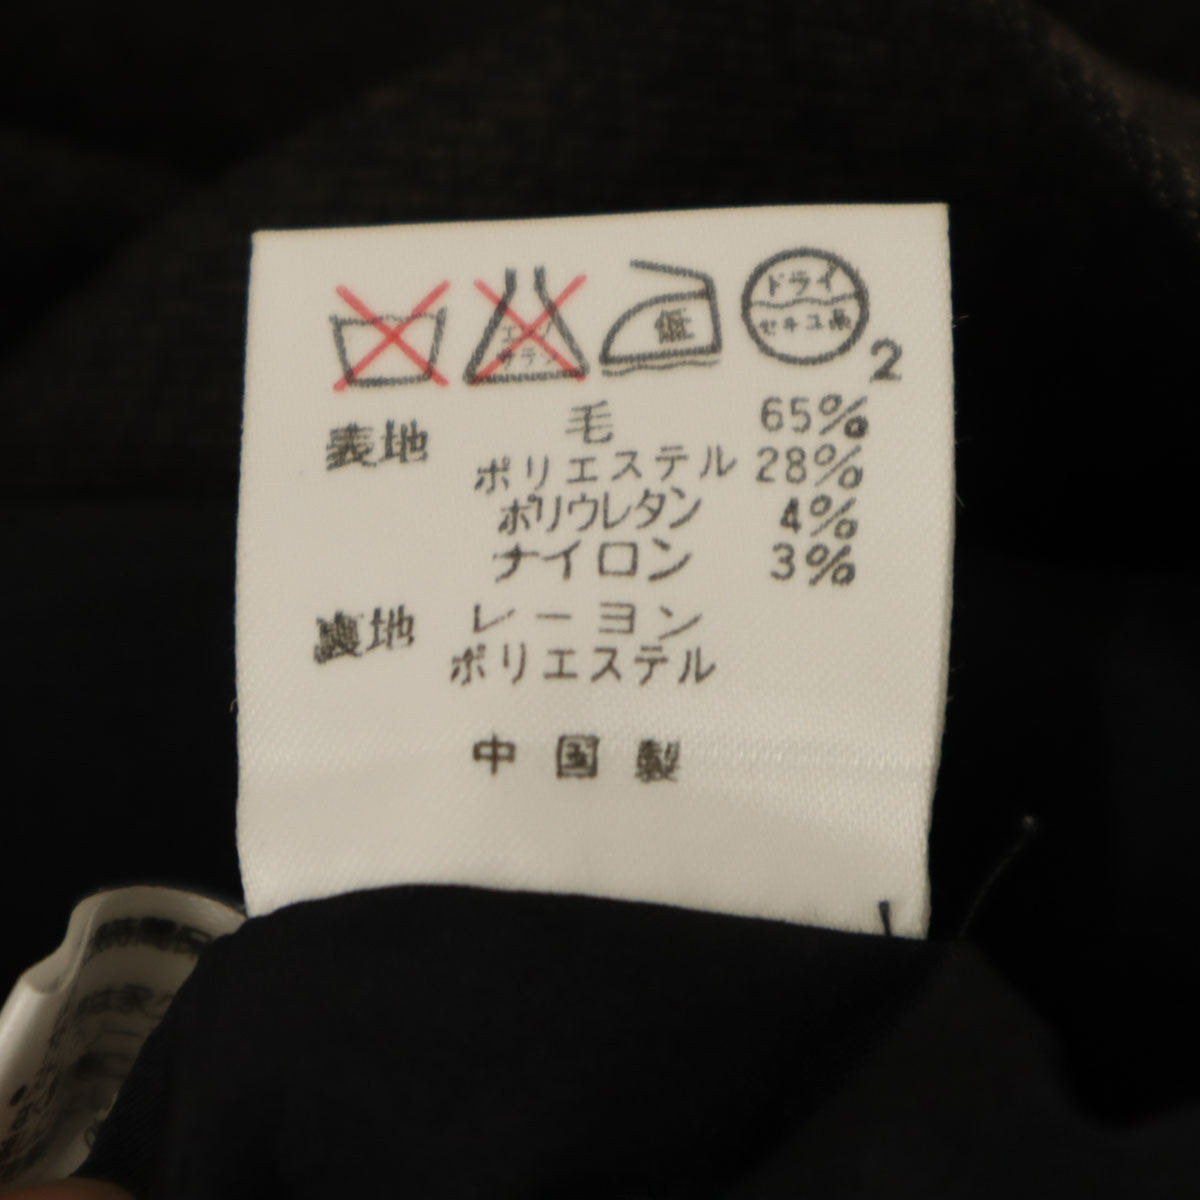 エンソ
サラシ
低
ドライ
セキユ系
2
表地 毛 65%
ポリエステル 28%
ポリウレタン 4%
ナイロン 3%
裏地 レーヨン
ポリエステル
中国製